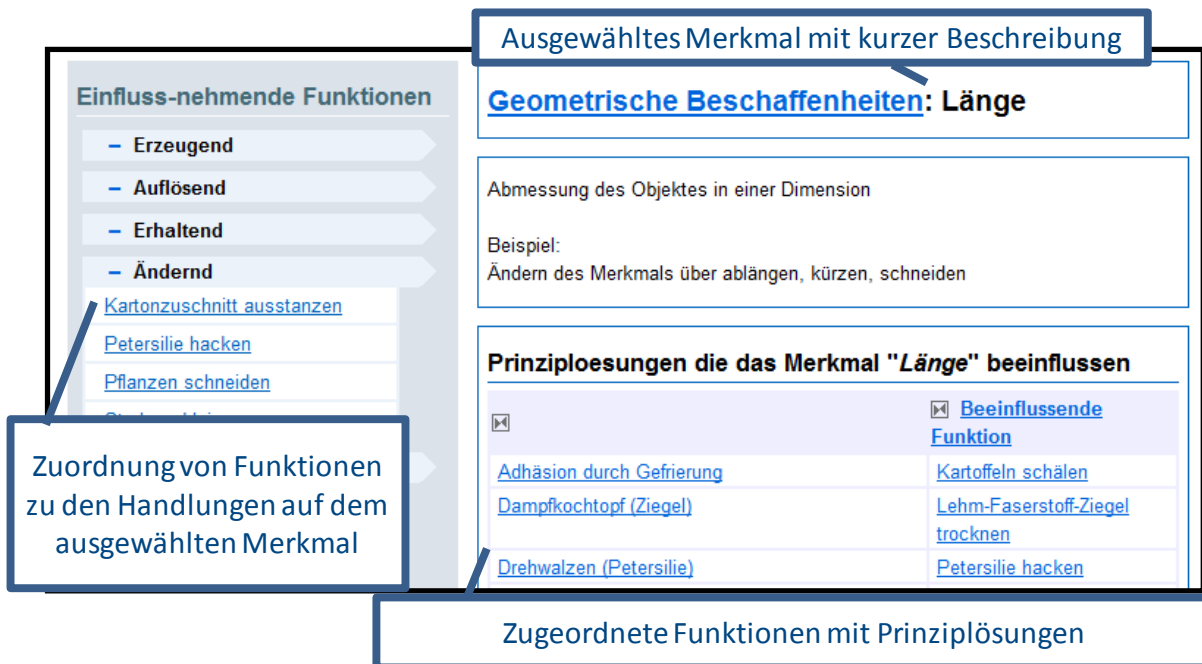 Ausgewähltes Merkmal mit kurzer Beschreibung
Einfluss-nehmende Funktionen
– Erzeugend
– Auflösend
– Erhaltend
– Ändernd
Kartonzuschnitt ausstanzen
Petersilie hacken
Pflanzen schneiden
Zuordnung von Funktionen
zu den Handlungen auf dem
ausgewählten Merkmal
Geometrische Beschaffenheiten: Länge
Abmessung des Objektes in einer Dimension
Beispiel:
Ändern des Merkmals über ablängen, kürzen, schneiden
Prinziploesungen die das Merkmal "Länge" beeinflussen
Beeinflussende
Funktion
Adhäsion durch Gefrierung
Kartoffeln schälen
Dampfkochtopf (Ziegel)
Lehm-Faserstoff-Ziegel
trocknen
Drehwalzen (Petersilie)
Petersilie hacken
Zugeordnete Funktionen mit Prinziplösungen